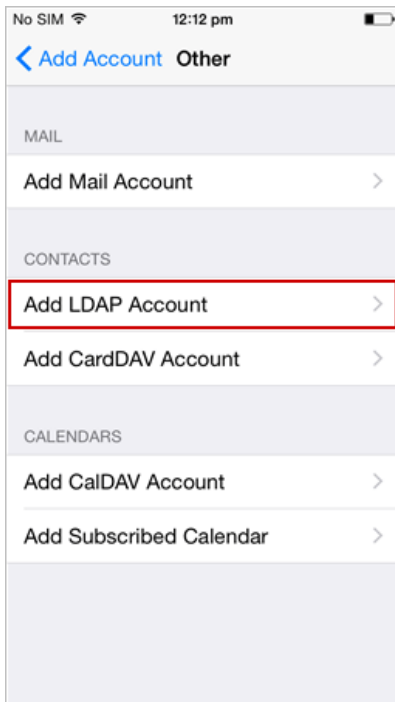 No SIM 12:12 pm
Add Account Other
MAIL
Add Mail Account
CONTACTS
Add LDAP Account
Add CardDAV Account
CALENDARS
Add CalDAV Account
Add Subscribed Calendar